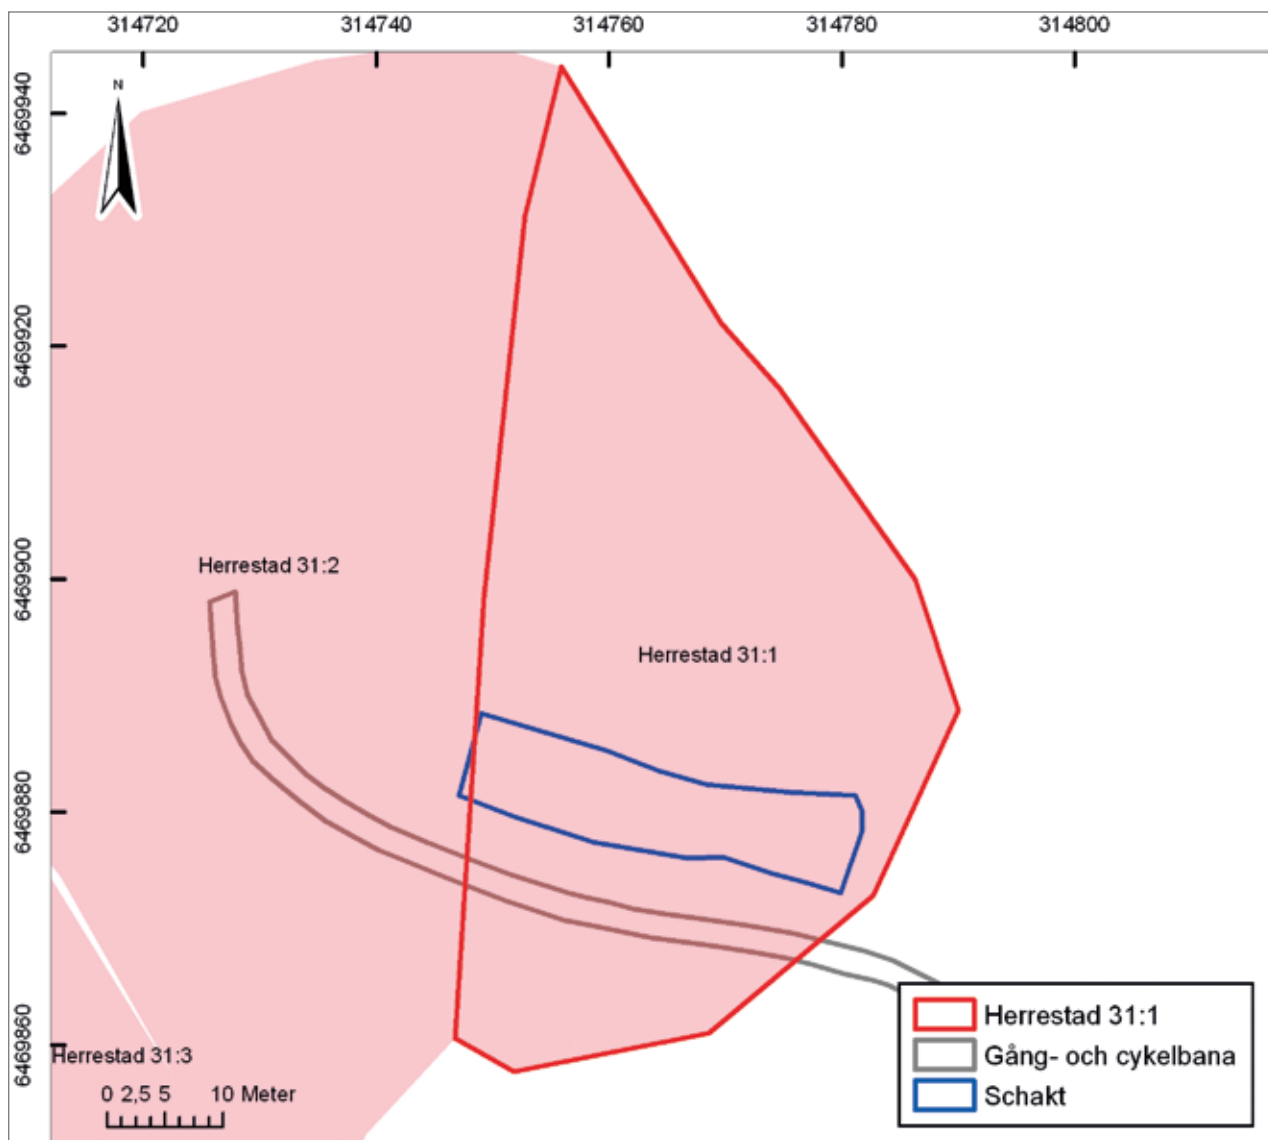 314720 314740 314760 314780 314800
6469940
N
6469920
6469900
Herrestad 31:2
Herrestad 31:1
6469880
6469860
Herrestad 31:3
0 2,5 5 10 Meter
Herrestad 31:1
Gång- och cykelbana
Schakt